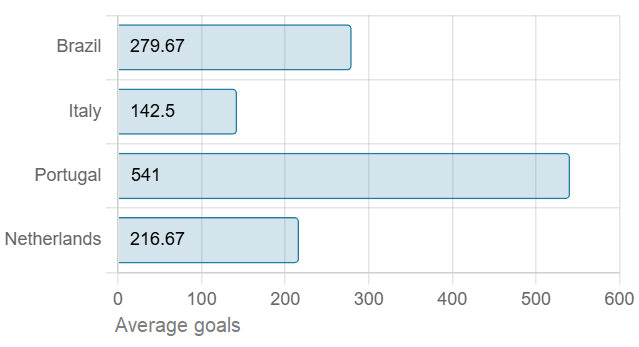 Brazil 279.67
Italy 142.5
Portugal 541
Netherlands 216.67
0 100 200 300 400 500 600
Average goals